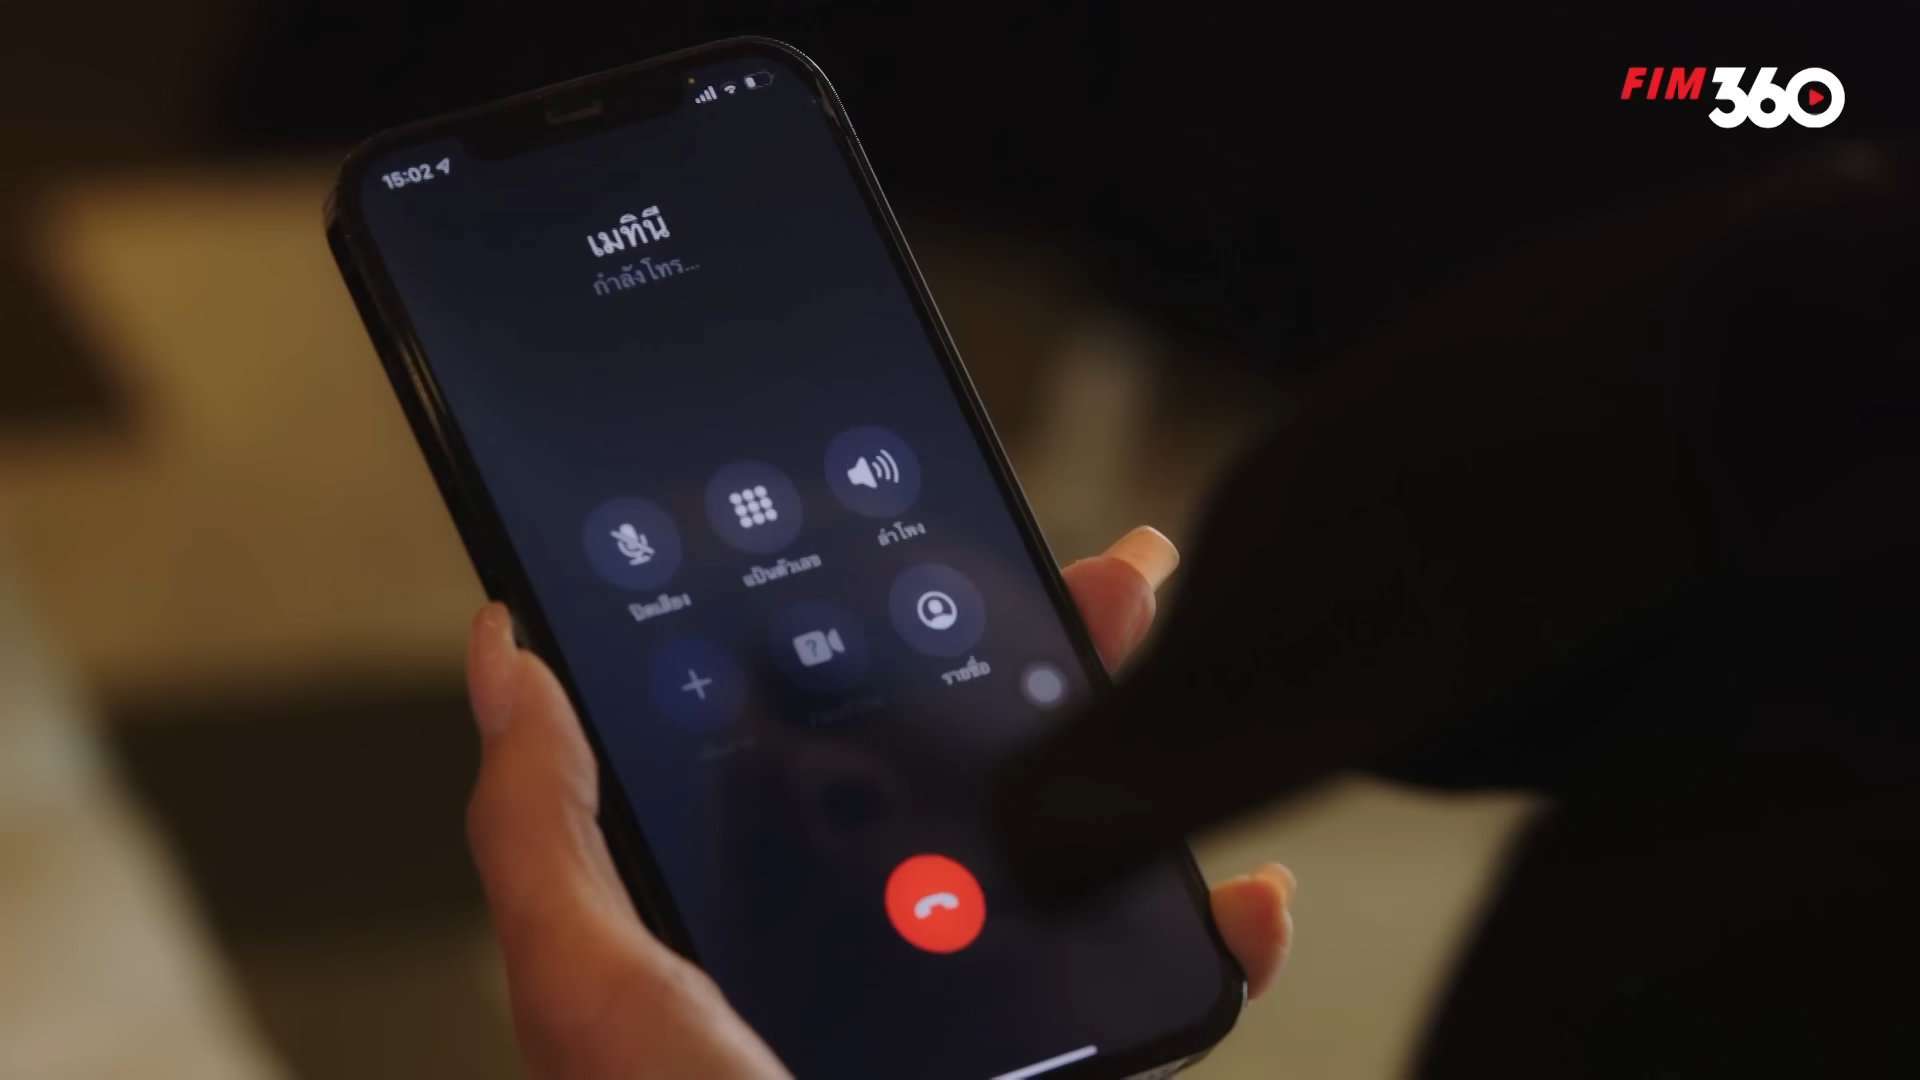 FIM360
15:02
เมทินี
กำลังโทร...
ปิดเสียง
แป้นตัวเลข
ลำโพง
รายชื่อ